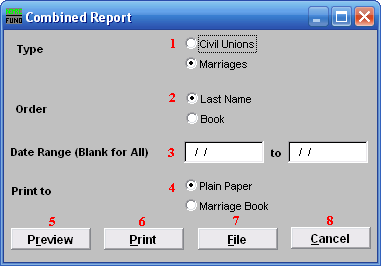 FUND Combined Report
Type 1 Civil Unions
Marriages
Order 2 Last Name
Book
Date Range (Blank for All) 3 / / to / /
Print to 4 Plain Paper
Marriage Book
5 6 7 8
Preview Print File Cancel